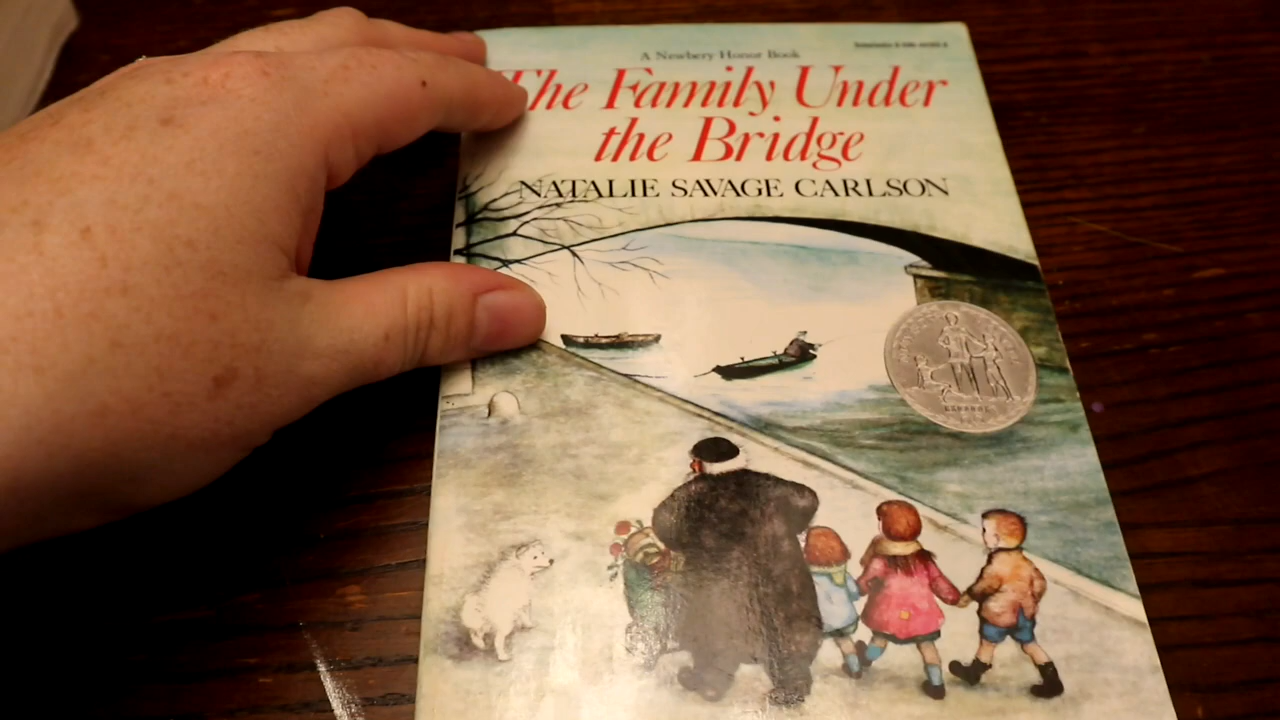 A Newbery Honor Book
The Family Under
the Bridge
NATALIE SAVAGE CARLSON